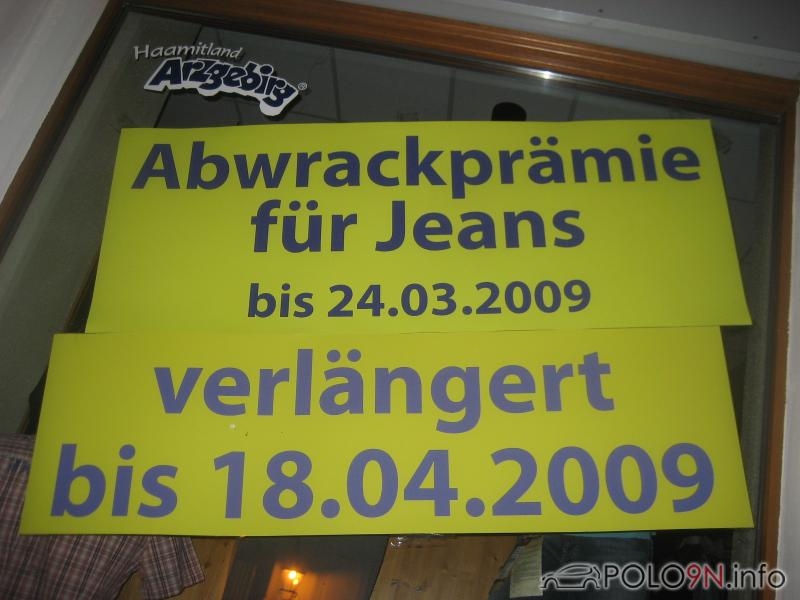 Haamitland
Arzgebirg®
Abwrackprämie
für Jeans
bis 24.03.2009
verlängert
bis 18.04.2009
POLO9N.info